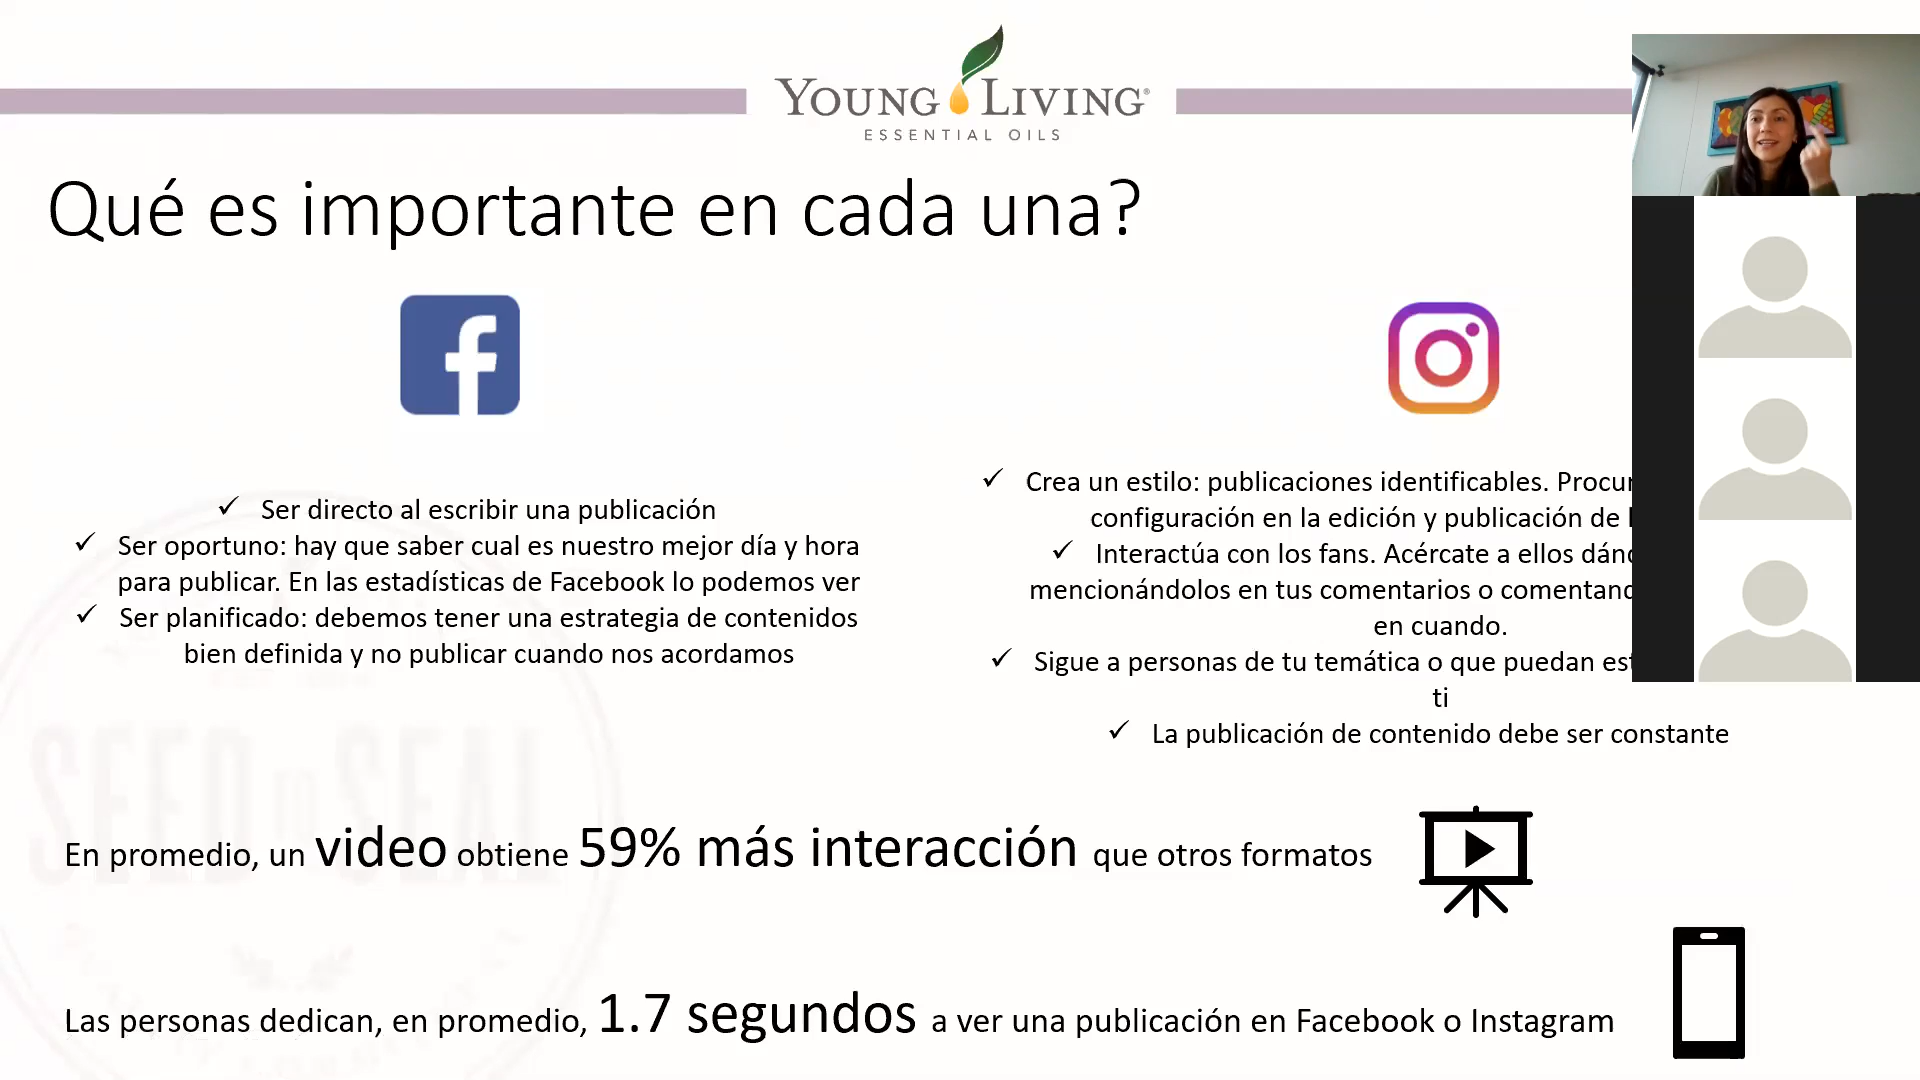 YOUNG LIVING®
ESSENTIAL OILS
Qué es importante en cada una?
Ser directo al escribir una publicación
Ser oportuno: hay que saber cual es nuestro mejor día y hora
para publicar. En las estadísticas de Facebook lo podemos ver
Ser planificado: debemos tener una estrategia de contenidos
bien definida y no publicar cuando nos acordamos
Crea un estilo: publicaciones identificables.
configuración en la edición y publicación de
Interactúa con los fans. Acércate a ellos
mencionándolos en tus comentarios o
en cuando.
Sigue a personas de tu temática o que puedan
ti
La publicación de contenido debe ser constante
SEED TO SEAL
En promedio, un video obtiene 59% más interacción que otros formatos
Las personas dedican, en promedio, 1.7 segundos a ver una publicación en Facebook o Instagram